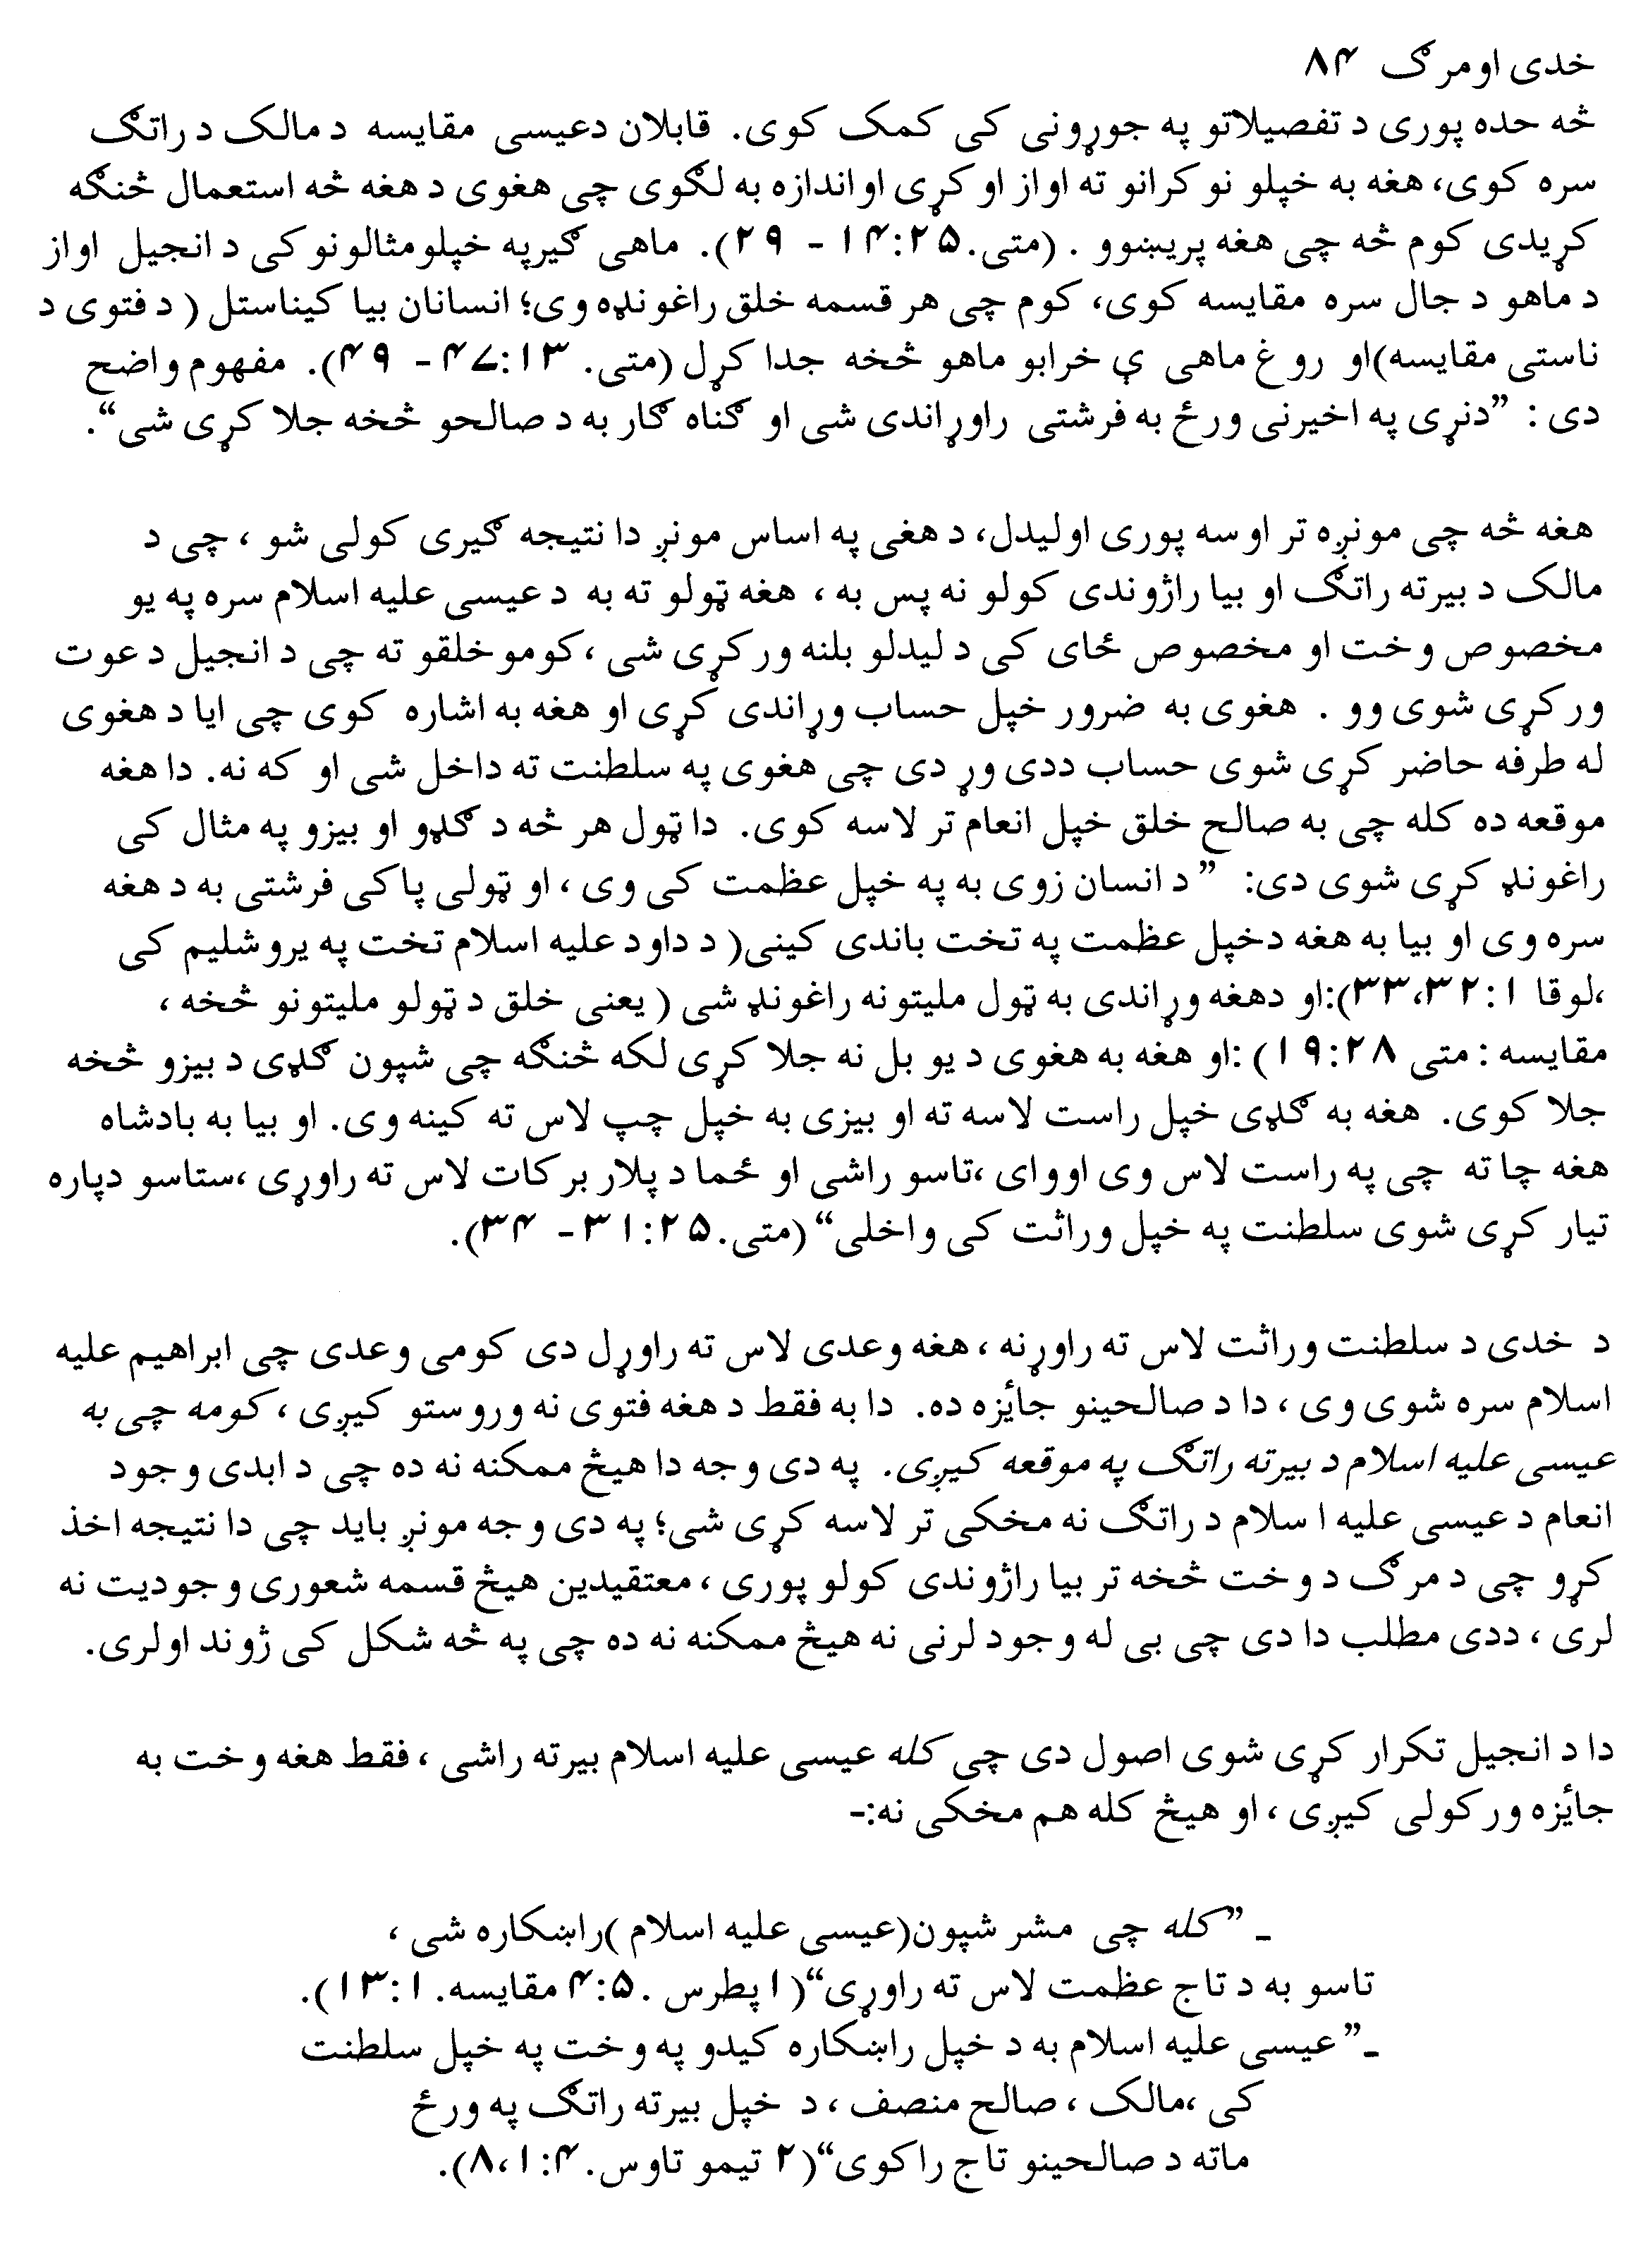 خدی او مرګ ۸۴
څه حده پوری د تفصیلاتو په جوړونی کی کمک کوی. قابلان دعیسی مقایسه د مالک د راتګ
سره کوی، هغه به خپلو نو کرانو ته اواز او کړی او اندازه به لګوی چی هغوی د هغه څه استعمال څنګه
کړیدی کوم څه چی هغه پریښوو . (متی.۱۴:۲۵ - ۲۹). ماهی ګیرپه خپلومثالونو کی د انجیل اواز
د ماهو د جال سره مقایسه کوی، کوم چی هر قسمه خلق راغونډه وی؛ انسانان بیا کیناستل ( د فتوی د
ناستی مقایسه)او روغ ماهی ې خرابو ماهو څخه جدا کړل (متی. ۴۷:۱۳ - ۴۹). مفهوم واضح
دی : ”دنړی په اخیرنی ورځ به فرشتی راوړاندی شی او ګناه ګار به د صالحو څخه جلا کړی شی“.

هغه څه چی مونږه تر اوسه پوری اولیدل، د هغی په اساس مونږ دا نتیجه ګیری کولی شو ، چی د
مالک د بیرته راتګ او بیا راژوندی کولو نه پس به ، هغه ټولو ته به د عیسی علیه اسلام سره په یو
مخصوص وخت او مخصوص ځای کی د لیدلو بلنه ور کړی شی ،کومو خلقو ته چی د انجیل دعوت
ور کړی شوی وو . هغوی به ضرور خپل حساب وړاندی کړی او هغه به اشاره کوی چی ایا د هغوی
له طرفه حاضر کړی شوی حساب ددی وړ دی چی هغوی په سلطنت ته داخل شی او که نه. دا هغه
موقعه ده کله چی به صالح خلق خپل انعام تر لاسه کوی. دا ټول هر څه د ګډو او بیزو په مثال کی
راغونډ کړی شوی دی: ”د انسان زوی به په خپل عظمت کی وی ، او ټولی پاکی فرشتی به د هغه
سره وی او بیا به هغه دخپل عظمت په تخت باندی کینی( د داود علیه اسلام تخت په یروشلیم کی
،لوقا ۳۲:۱،۳۳):او دهغه وړاندی به ټول ملیتونه راغونډ شی ( یعنی خلق د ټولو ملیتونو څخه ،
مقایسه : متی ۱۹:۲۸) :او هغه به هغوی د یو بل نه جلا کړی لکه څنګه چی شپون ګډی د بیزو څخه
جلا کوی. هغه به ګډی خپل راست لاسه ته او بیزی به خپل چپ لاس ته کینه وی. او بیا به بادشاه
هغه چا ته چی په راست لاس وی اووای ،تاسو راشی او ځما د پلار برکات لاس ته راوړی ،ستاسو دپاره
تیار کړی شوی سلطنت په خپل وراثت کی واخلی“ (متی.۳۱:۲۵- ۳۴).

د خدی د سلطنت وراثت لاس ته راوړنه ، هغه وعدی لاس ته راوړل دی کومی وعدی چی ابراهیم علیه
اسلام سره شوی وی ، دا د صالحینو جائزه ده. دا به فقط د هغه فتوی نه وروستو کیږی ، کومه چی به
عیسی علیه اسلام د بیرته راتګ په موقعه کیږی. په دی وجه دا هیڅ ممکنه نه ده چی د ابدی وجود
انعام د عیسی علیه ا سلام د راتګ نه مخکی تر لاسه کړی شی؛ په دی وجه مونږ باید چی دا نتیجه اخذ
کړو چی د مرګ د وخت څخه تر بیا راژوندی کولو پوری ، معتقیدین هیڅ قسمه شعوری وجودیت نه
لری ، ددی مطلب دا دی چی بی له وجود لرنی نه هیڅ ممکنه نه ده چی په څه شکل کی ژوند اولری.

دا د انجیل تکرار کړی شوی اصول دی چی کله عیسی علیه اسلام بیرته راشی ، فقط هغه وخت به
جائزه ورکولی کیږی ، او هیڅ کله هم مخکی نه:-

ـ ”کله چی مشر شپون(عیسی علیه اسلام )راښکاره شی ،
تاسو به د تاج عظمت لاس ته راوړی“(۱ پطرس .۴:۵ مقایسه. ۱۳:۱).
ـ” عیسی علیه اسلام به د خپل راښکاره کیدو په وخت په خپل سلطنت
کی ،مالک ، صالح منصف ، د خپل بیرته راتګ په ورځ
ماته د صالحینو تاج راکوی“(۲ تیمو تاوس. ۱:۴،۸).